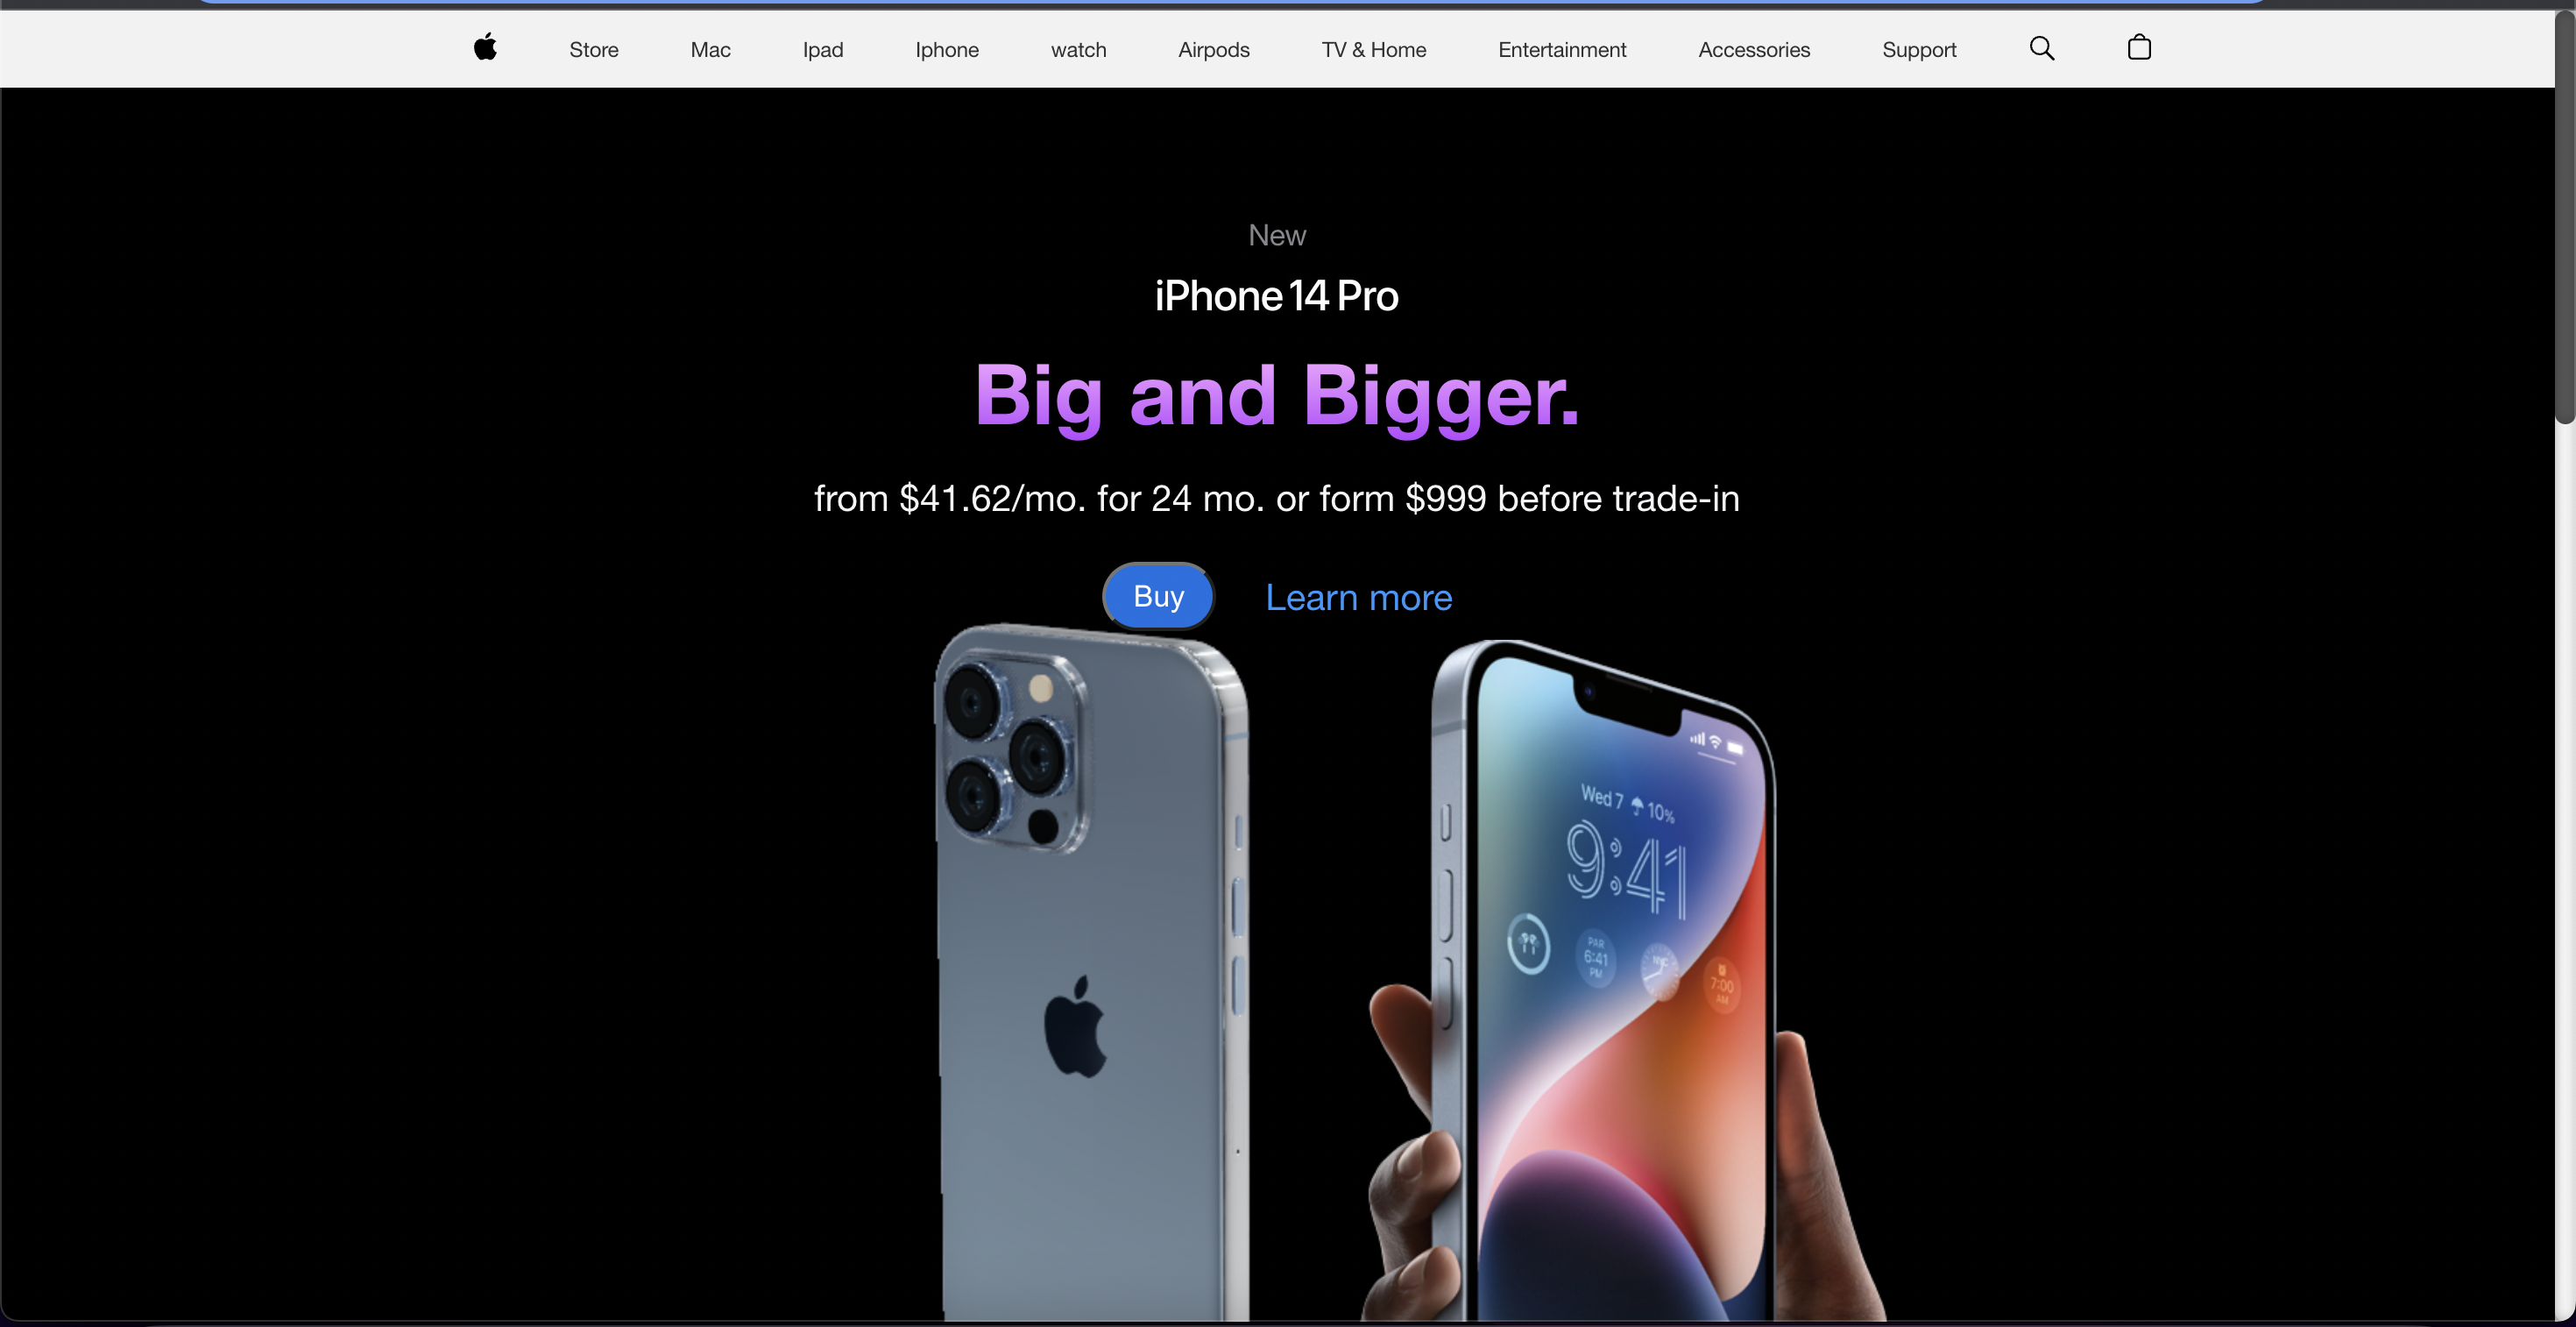 Store Mac Ipad Iphone watch Airpods TV & Home Entertainment Accessories Support
New
iPhone 14 Pro
Big and Bigger.
from $41.62/mo. for 24 mo. or form $999 before trade-in
Buy Learn more
Wed 7 10%
9:41
PAR
6:41
PM
NYC
7:00
AM